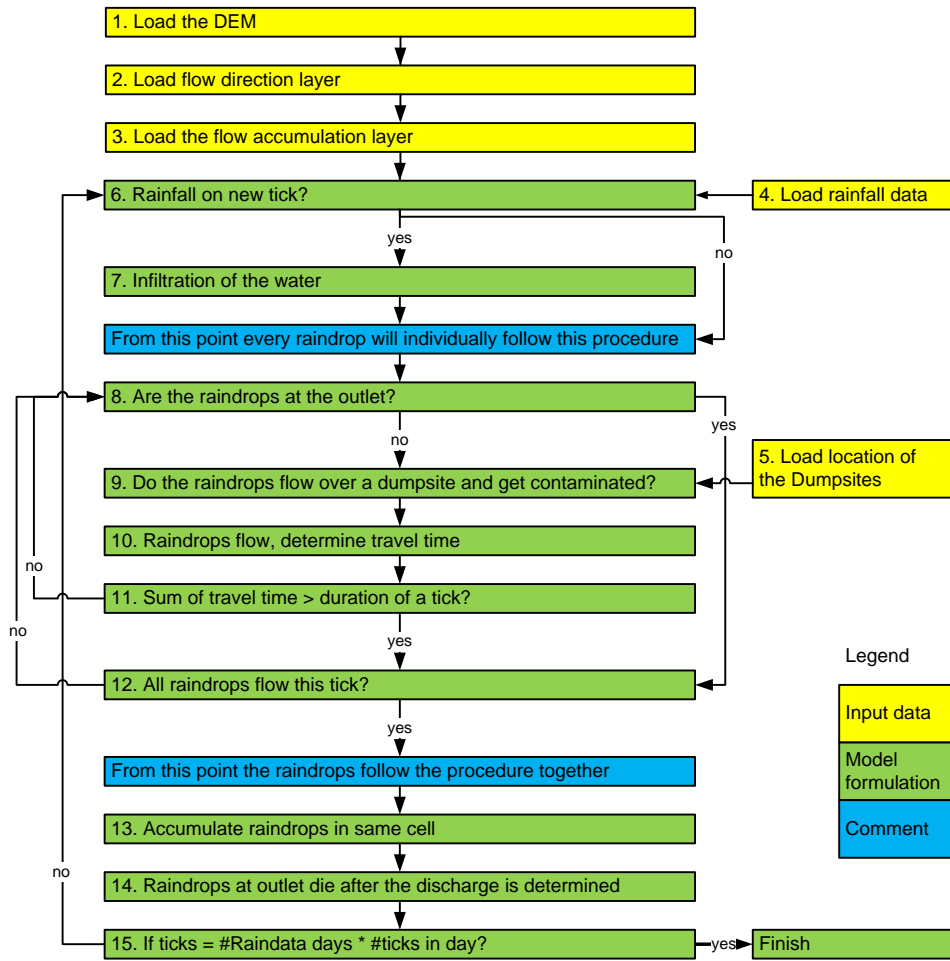 1. Load the DEM
2. Load flow direction layer
3. Load the flow accumulation layer
6. Rainfall on new tick?
4. Load rainfall data
yes
no
7. Infiltration of the water
From this point every raindrop will individually follow this procedure
8. Are the raindrops at the outlet?
yes
no
5. Load location of
the Dumpsites
9. Do the raindrops flow over a dumpsite and get contaminated?
10. Raindrops flow, determine travel time
no
11. Sum of travel time > duration of a tick?
no
yes
12. All raindrops flow this tick?
yes
From this point the raindrops follow the procedure together
13. Accumulate raindrops in same cell
no
14. Raindrops at outlet die after the discharge is determined
15. If ticks = #Raindata days * #ticks in day?
yes
Finish
Legend
Input data
Model
formulation
Comment